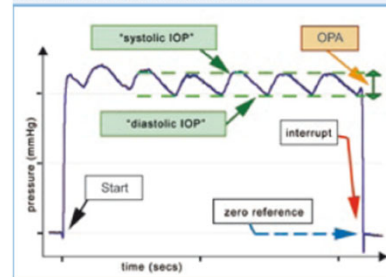 "systolic IOP"
OPA
"diastolic IOP"
interrupt
Start
zero reference
pressure (mmHg)
time (secs)